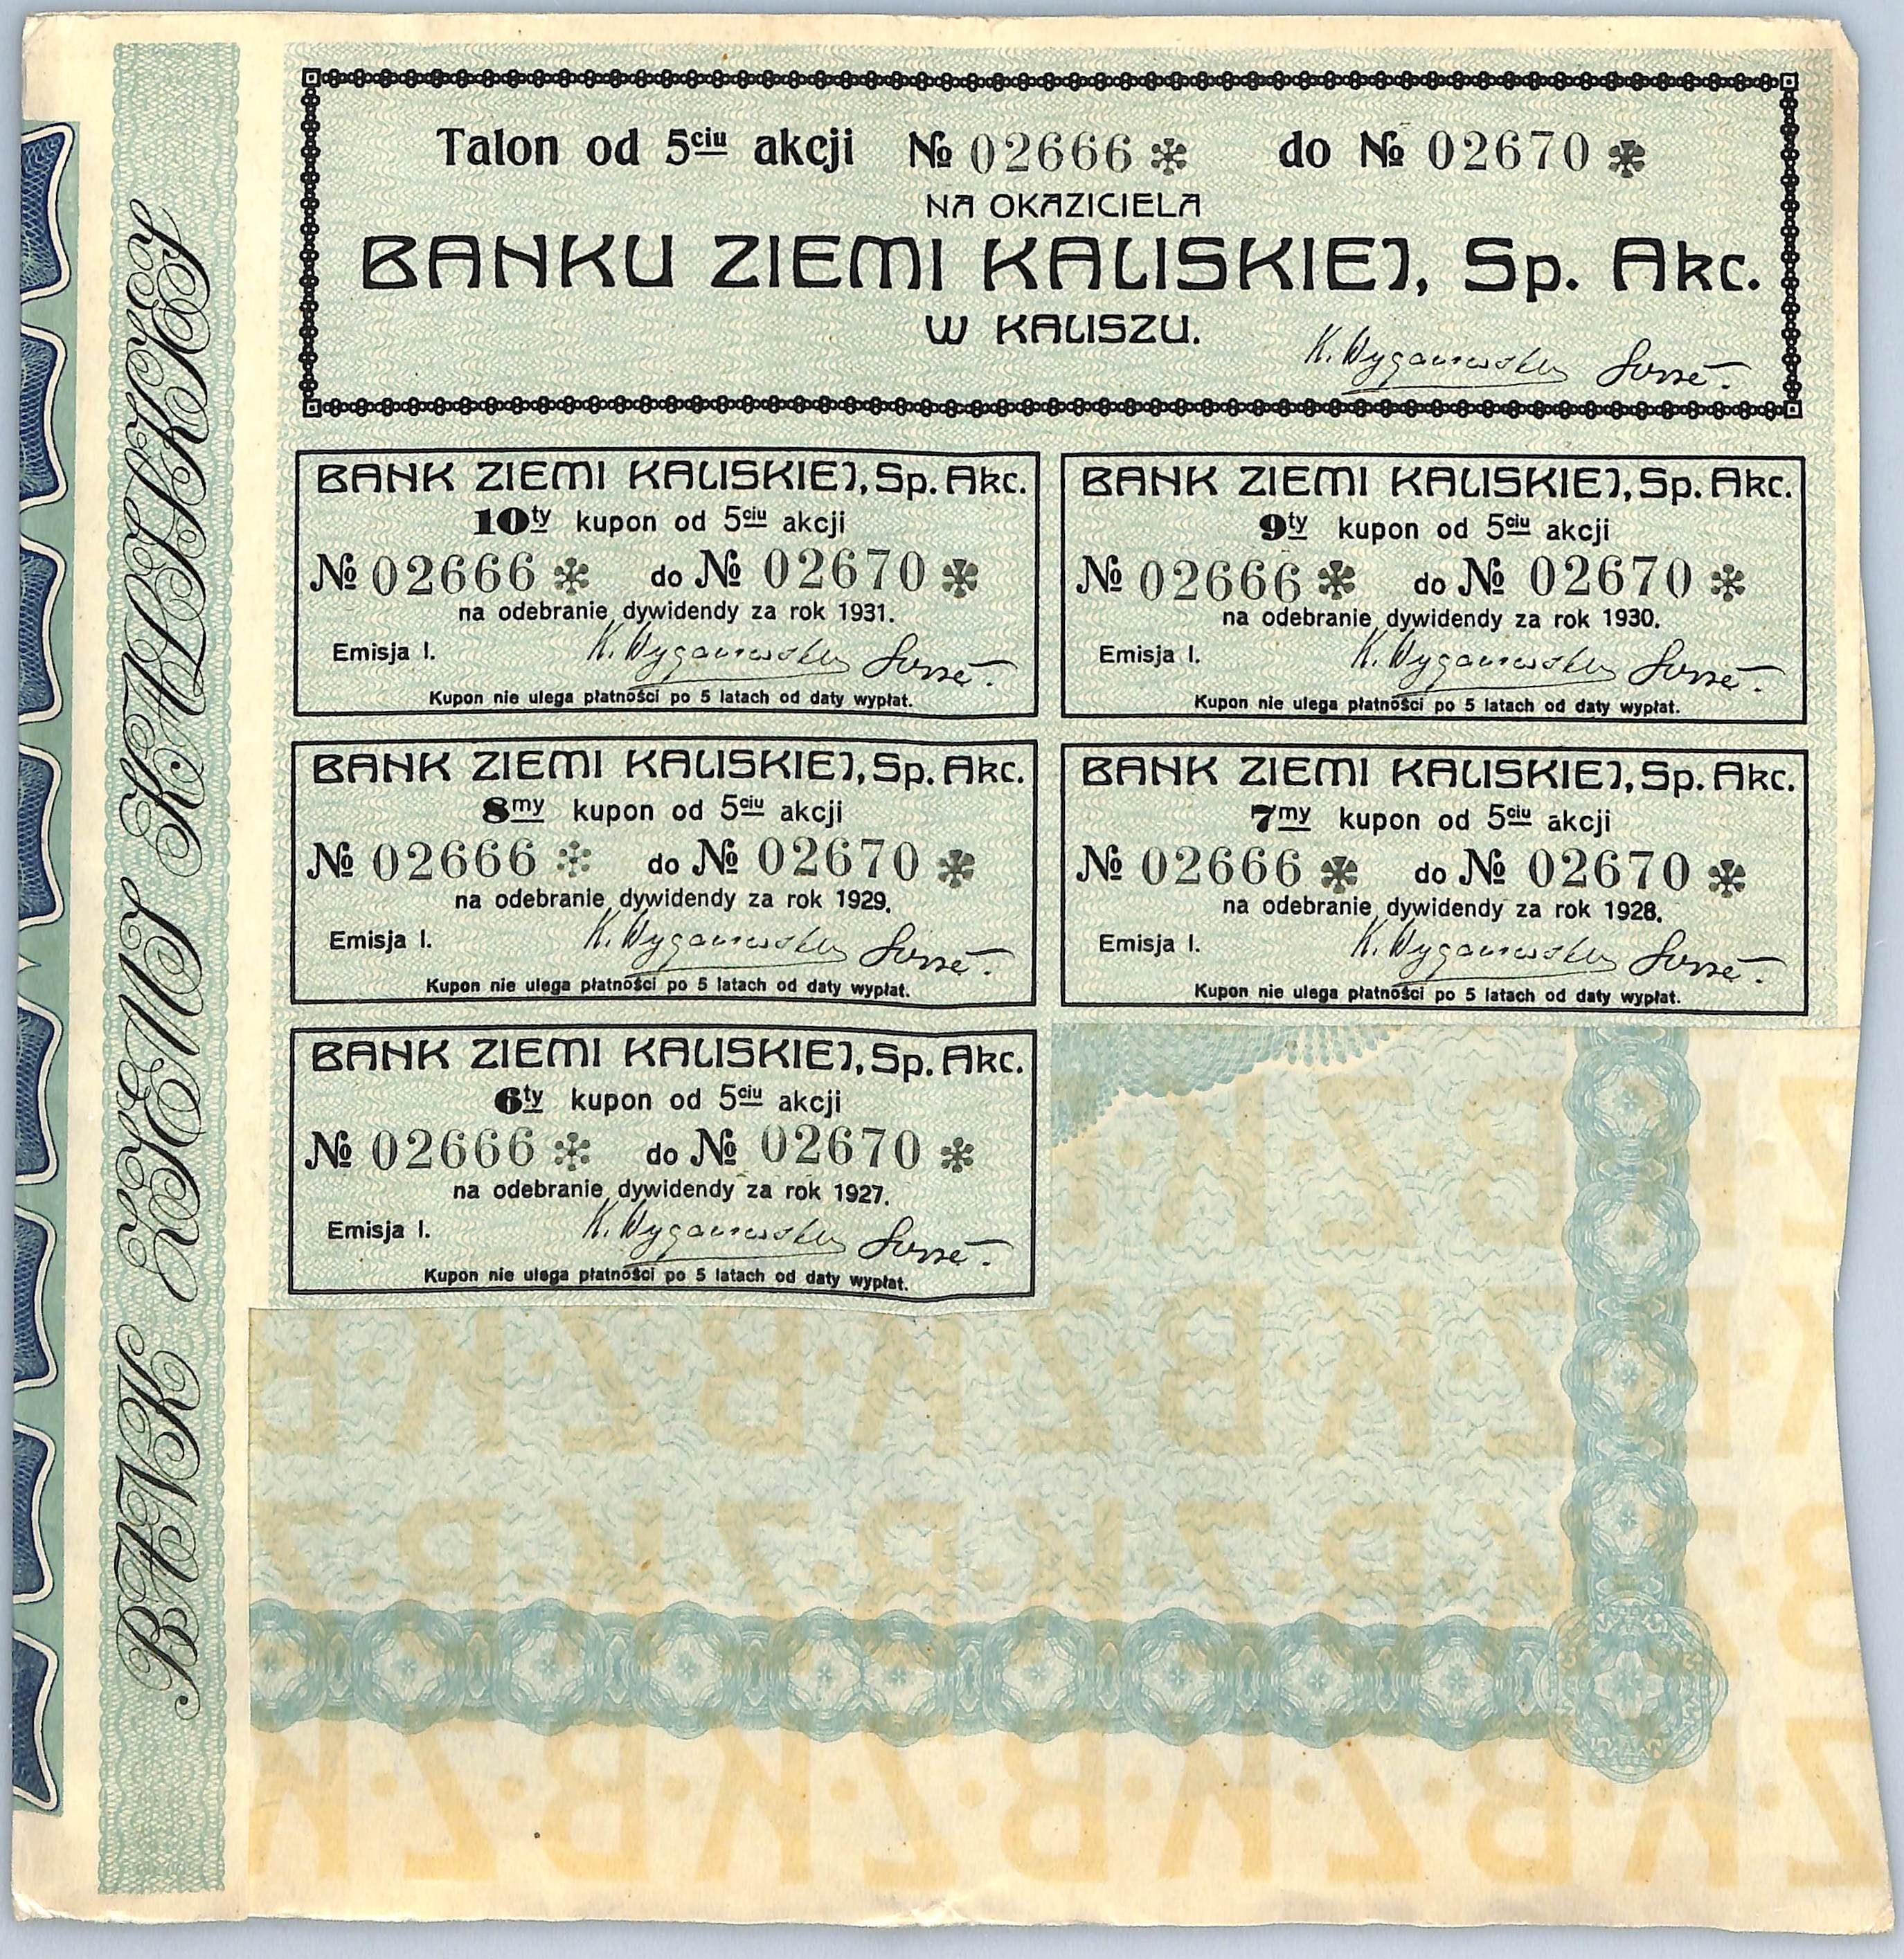 Talon od 5ciu akcji № 02666 * do № 02670 *
NA OKAZICIELA
BANKU ZIEMI KALISKIEJ, Sp. Akc.
W KALISZU.
K. Wyganowski
BANK ZIEMI KALISKIEJ, Sp. Akc.
10ty kupon od 5ciu akcji
№ 02666 * do № 02670 *
na odebranie dywidendy za rok 1931.
Emisja I. K. Wyganowski
Kupon nie ulega płatności po 5 latach od daty wypłat.
BANK ZIEMI KALISKIEJ, Sp. Akc.
9ty kupon od 5ciu akcji
№ 02666 * do № 02670 *
na odebranie dywidendy za rok 1930.
Emisja I. K. Wyganowski
Kupon nie ulega płatności po 5 latach od daty wypłat.
BANK ZIEMI KALISKIEJ, Sp. Akc.
8my kupon od 5ciu akcji
№ 02666 * do № 02670 *
na odebranie dywidendy za rok 1929.
Emisja I. K. Wyganowski
Kupon nie ulega płatności po 5 latach od daty wypłat.
BANK ZIEMI KALISKIEJ, Sp. Akc.
7my kupon od 5ciu akcji
№ 02666 * do № 02670 *
na odebranie dywidendy za rok 1928.
Emisja I. K. Wyganowski
Kupon nie ulega płatności po 5 latach od daty wypłat.
BANK ZIEMI KALISKIEJ, Sp. Akc.
6ty kupon od 5ciu akcji
№ 02666 * do № 02670 *
na odebranie dywidendy za rok 1927.
Emisja I. K. Wyganowski
Kupon nie ulega płatności po 5 latach od daty wypłat.
BANK ZIEMI KALISKIEJ